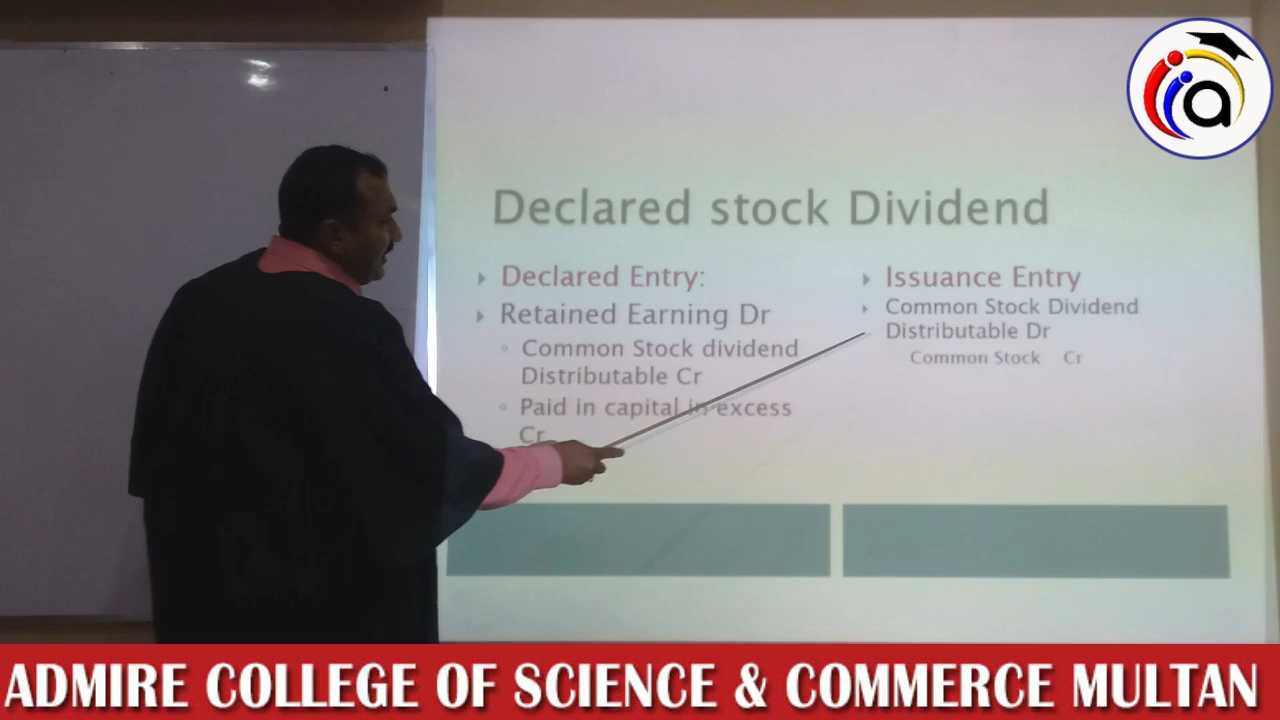 Declared stock Dividend
Declared Entry:
Retained Earning Dr
Common Stock dividend
Distributable Cr
Paid in capital in excess
Cr
Issuance Entry
Common Stock Dividend
Distributable Dr
Common Stock Cr
a
ADMIRE COLLEGE OF SCIENCE & COMMERCE MULTAN